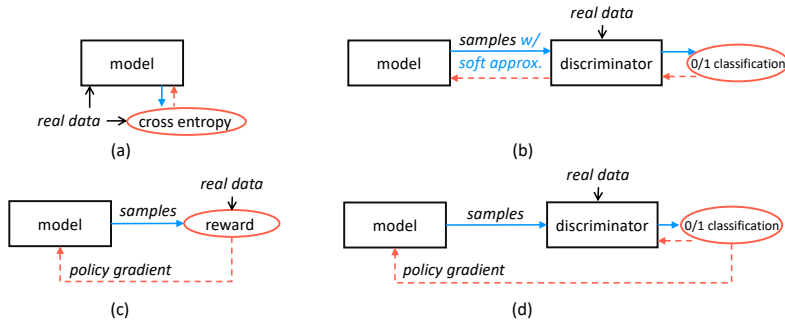 model
real data
cross entropy
(a)
real data
samples w/
soft approx.
model
discriminator
0/1 classification
(b)
real data
samples
model
reward
policy gradient
(c)
real data
samples
model
discriminator
0/1 classification
policy gradient
(d)